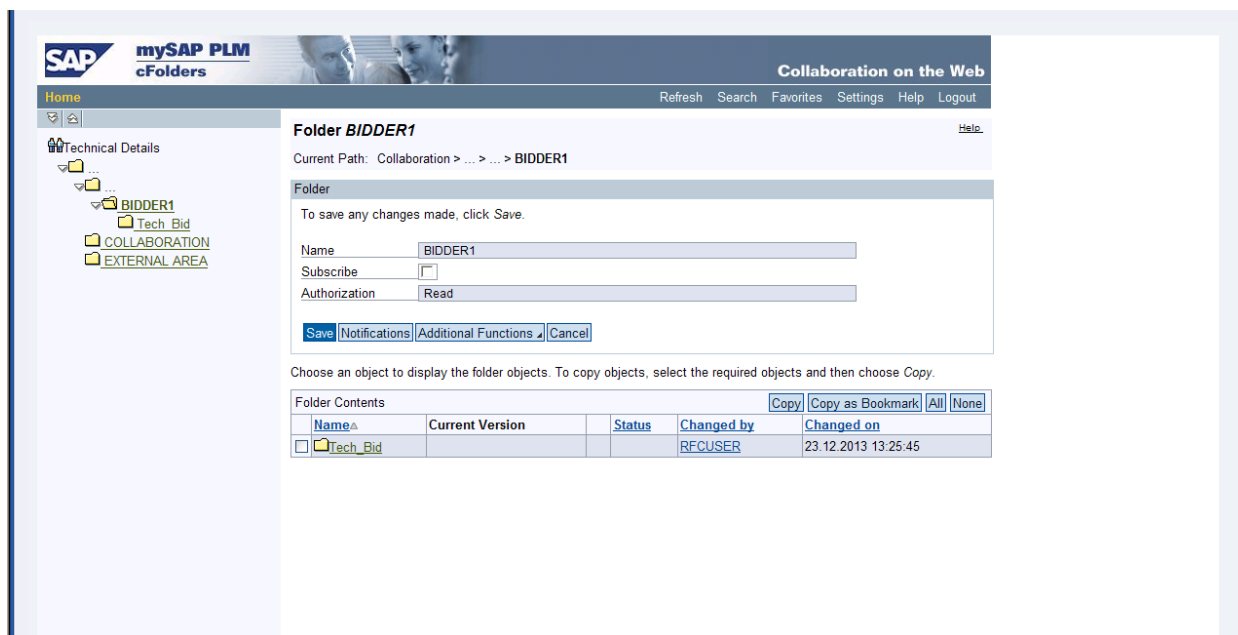 SAP
mySAP PLM
cFolders
Collaboration on the Web
Home
Refresh Search Favorites Settings Help Logout
Technical Details
...
...
BIDDER1
Tech_Bid
COLLABORATION
EXTERNAL AREA
Folder BIDDER1
Help
Current Path: Collaboration > ... > ... > BIDDER1
Folder
To save any changes made, click Save.
Name BIDDER1
Subscribe
Authorization Read
Save Notifications Additional Functions Cancel
Choose an object to display the folder objects. To copy objects, select the required objects and then choose Copy.
Folder Contents Copy Copy as Bookmark All None
Name Current Version Status Changed by Changed on
Tech_Bid RFCUSER 23.12.2013 13:25:45